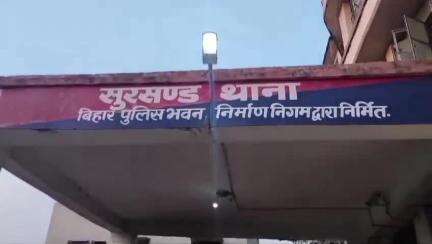 सुरसण्ड थाना
बिहार पुलिस भवन निर्माण निगम द्वारा निर्मित.